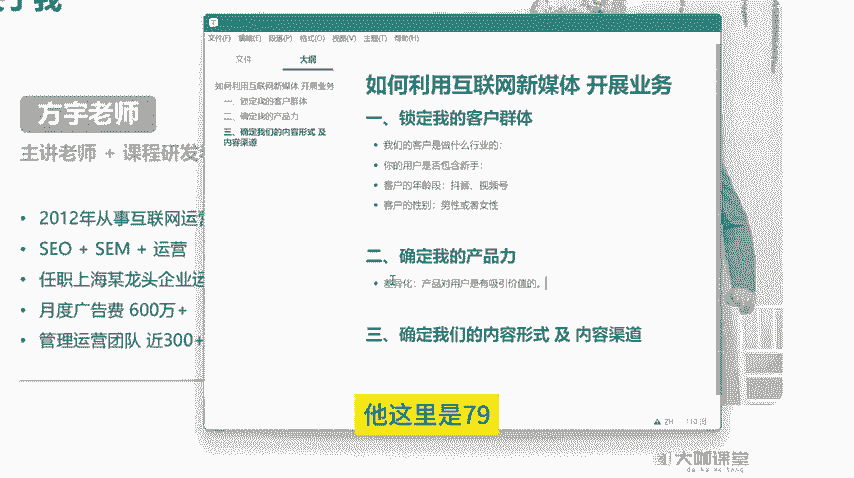 方宇老师
主讲老师 + 课程研发
2012年从事互联网运营
SEO + SEM + 运营
任职上海某龙头企业运
月度广告费 600万+
管理运营团队 近300+
文件(F) 编辑(E) 段落(P) 格式(O) 视图(V) 主题(T) 帮助(H)
文件 大纲
如何利用互联网新媒体 开展业务
一、锁定我的客户群体
二、确定我的产品力
三、确定我们的内容形式 及
内容渠道
如何利用互联网新媒体 开展业务
一、锁定我的客户群体
我们的客户是做什么行业的:
你的用户是否包含新手:
客户的年龄段: 抖音、视频号
客户的性别: 男性或者女性
二、确定我的产品力
差异化: 产品对用户是有吸引价值的。
三、确定我们的内容形式 及 内容渠道
ZH
他这里是79
大咖课堂